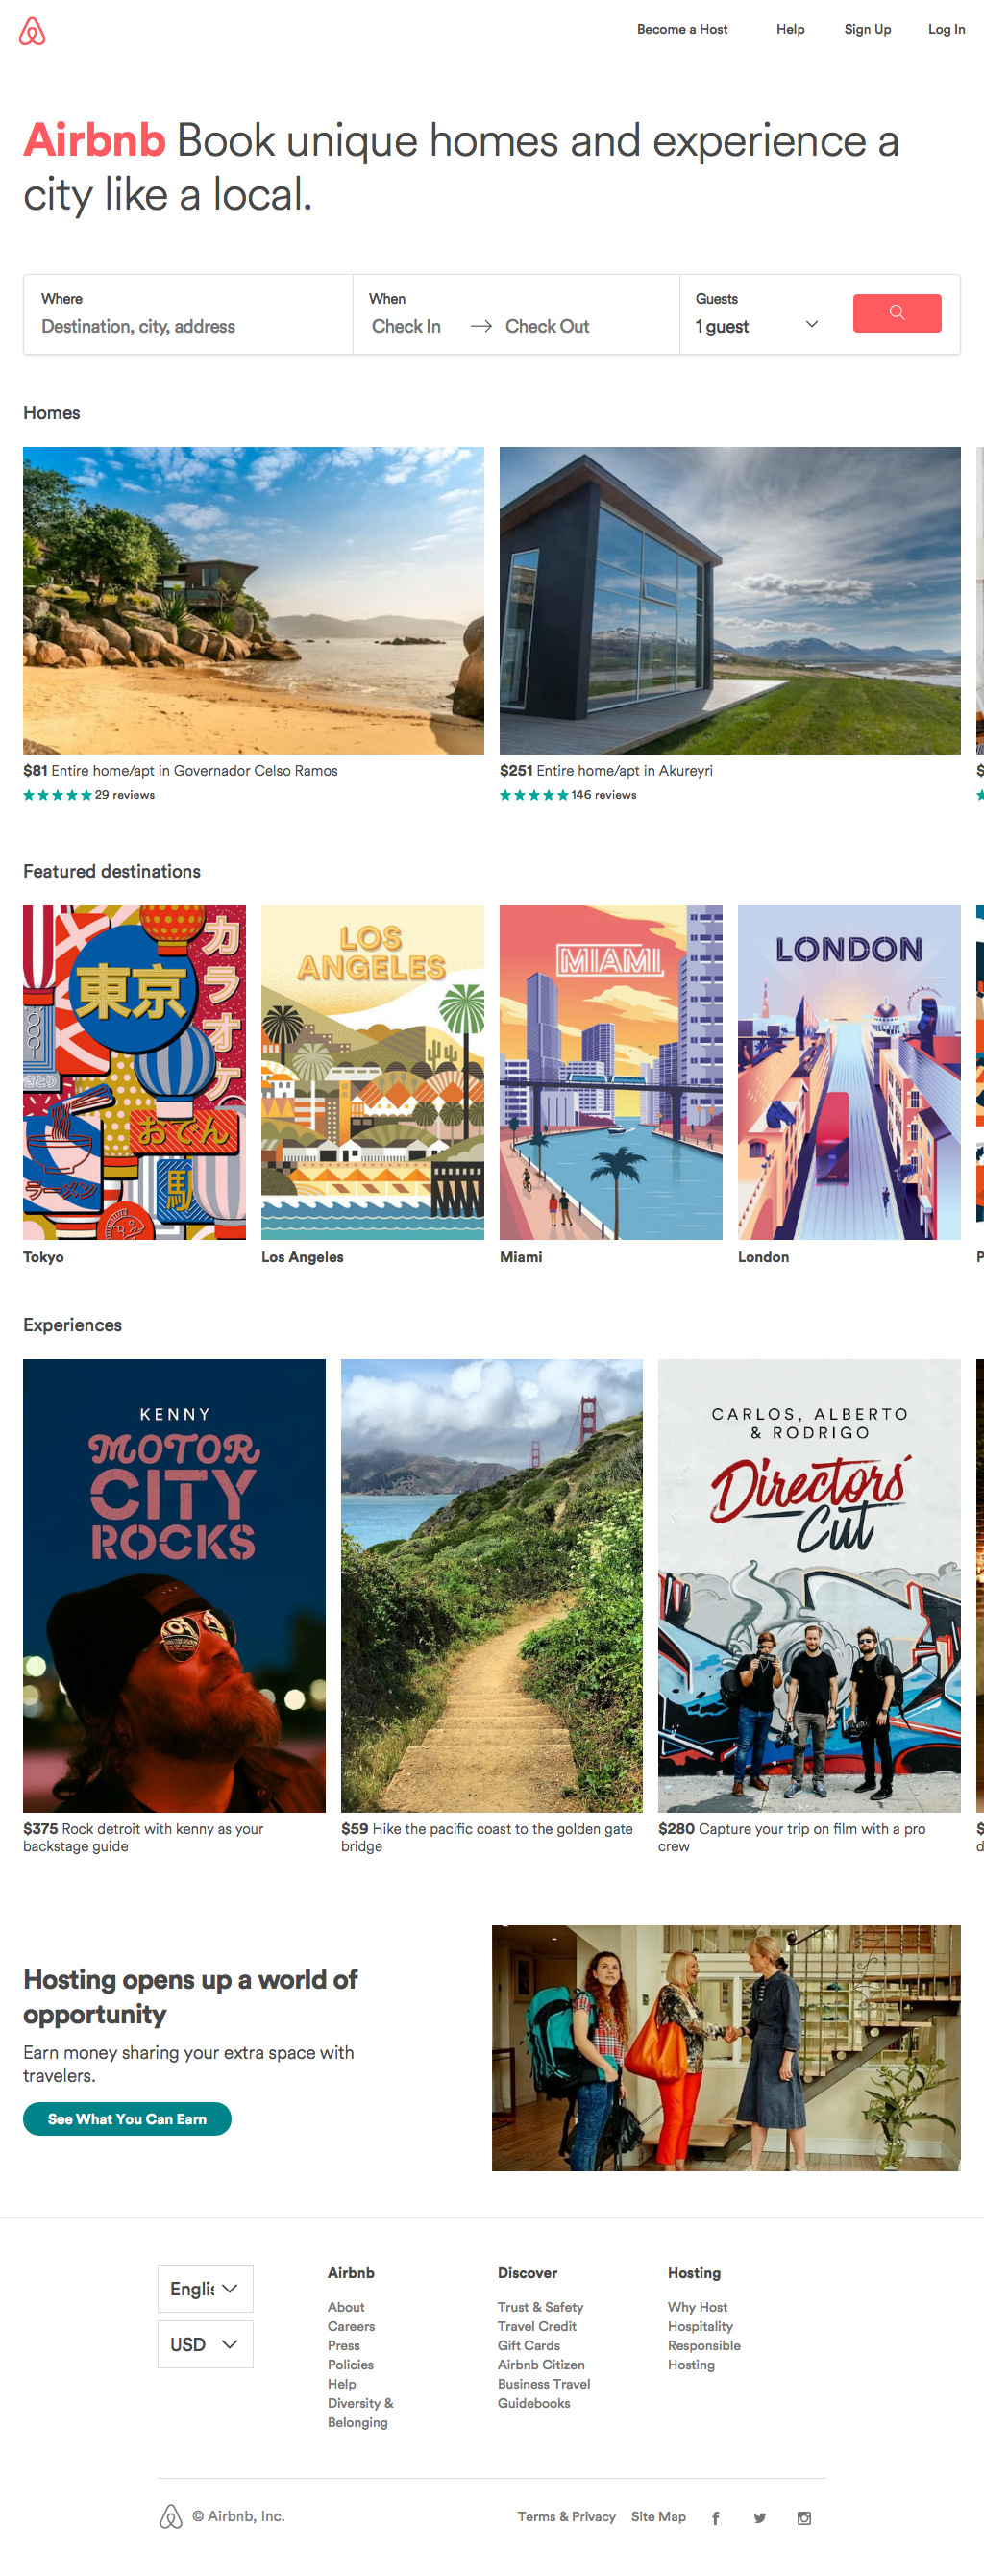 Become a Host Help Sign Up Log In
Airbnb Book unique homes and experience a
city like a local.
Where When Guests
Destination, city, address Check In Check Out 1 guest
Homes
$81 Entire home/apt in Governador Celso Ramos
29 reviews
$251 Entire home/apt in Akureyri
146 reviews
$
Featured destinations
カラオケ
東京
おでん
ラーメン
駅
LOS
ANGELES
MIAMI
LONDON
Tokyo
Los Angeles
Miami
London
P
Experiences
KENNY
MOTOR
CITY
ROCKS
CARLOS, ALBERTO
& RODRIGO
Directors'
Cut
$375 Rock detroit with kenny as your
backstage guide
$59 Hike the pacific coast to the golden gate
bridge
$280 Capture your trip on film with a pro
crew
$
d
Hosting opens up a world of
opportunity
Earn money sharing your extra space with
travelers.
See What You Can Earn
Englis
USD
Airbnb
About
Careers
Press
Policies
Help
Diversity &
Belonging
Discover
Trust & Safety
Travel Credit
Gift Cards
Airbnb Citizen
Business Travel
Guidebooks
Hosting
Why Host
Hospitality
Responsible
Hosting
© Airbnb, Inc.
Terms & Privacy Site Map